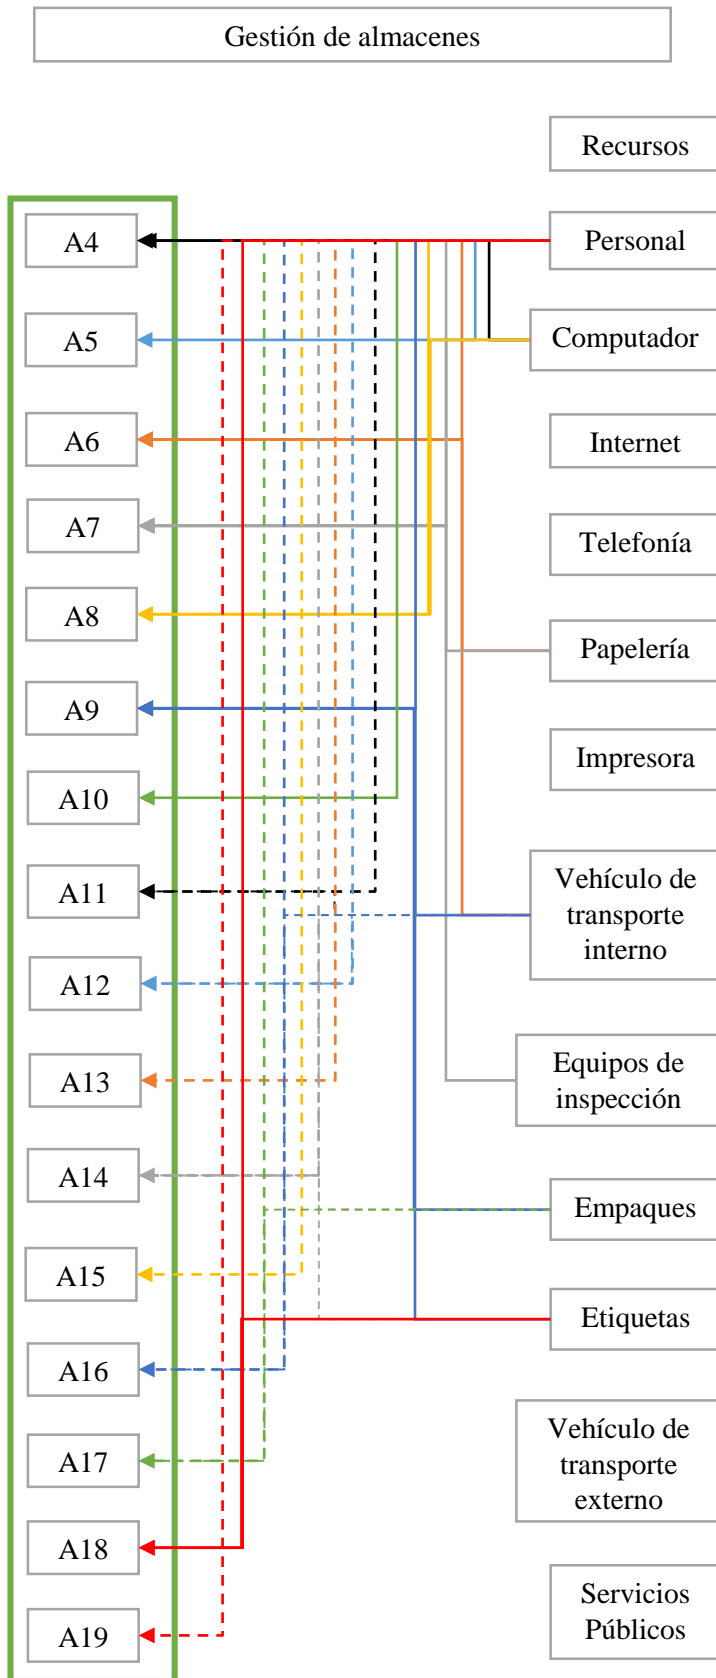 Gestión de almacenes
Recursos
A4
Personal
A5
Computador
A6
Internet
A7
Telefonía
A8
Papelería
A9
Impresora
A10
A11
Vehículo de
transporte
interno
A12
A13
Equipos de
inspección
A14
Empaques
A15
Etiquetas
A16
A17
Vehículo de
transporte
externo
A18
A19
Servicios
Públicos